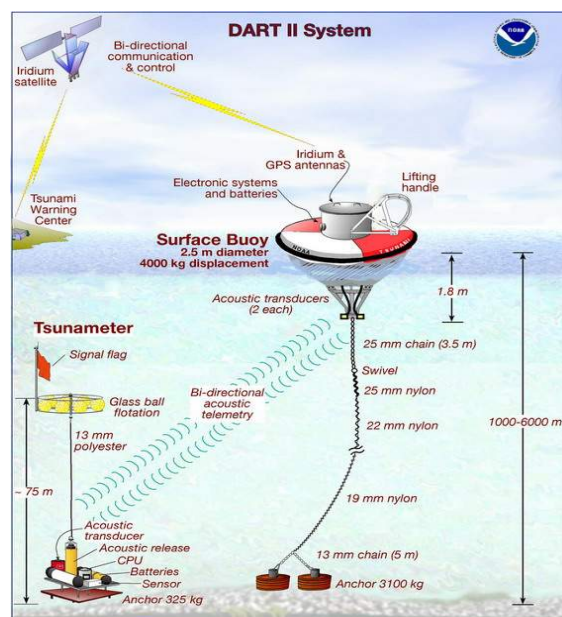 DART II System
NOAA
Bi-directional
communication
& control
Iridium
satellite
Iridium &
GPS antennas
Lifting
handle
Electronic systems
and batteries
Tsunami
Warning
Center
Surface Buoy
2.5 m diameter
4000 kg displacement
NOAA
TSUNAMI
1.8 m
Acoustic transducers
(2 each)
Tsunameter
Signal flag
25 mm chain (3.5 m)
Swivel
25 mm nylon
Glass ball
flotation
Bi-directional
acoustic
telemetry
22 mm nylon
1000-6000 m
13 mm
polyester
~ 75 m
19 mm nylon
Acoustic
transducer
Acoustic release
CPU
Batteries
Sensor
Anchor 325 kg
13 mm chain (5 m)
Anchor 3100 kg